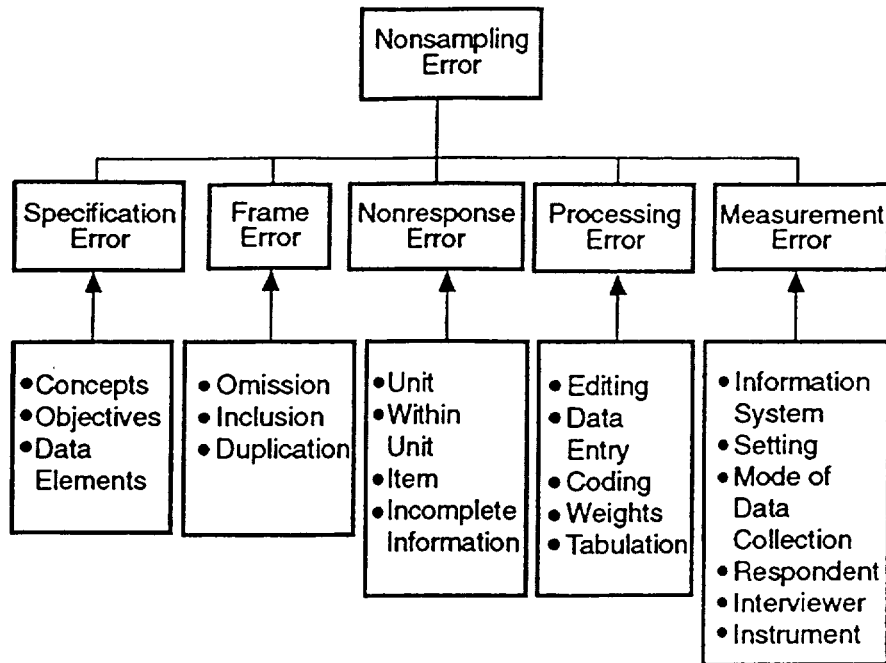 Nonsampling
Error
Specification
Error
Frame
Error
Nonresponse
Error
Processing
Error
Measurement
Error
• Concepts
• Objectives
• Data
Elements
• Omission
• Inclusion
• Duplication
• Unit
• Within
Unit
• Item
• Incomplete
Information
• Editing
• Data
Entry
• Coding
• Weights
• Tabulation
• Information
System
• Setting
• Mode of
Data
Collection
• Respondent
• Interviewer
• Instrument